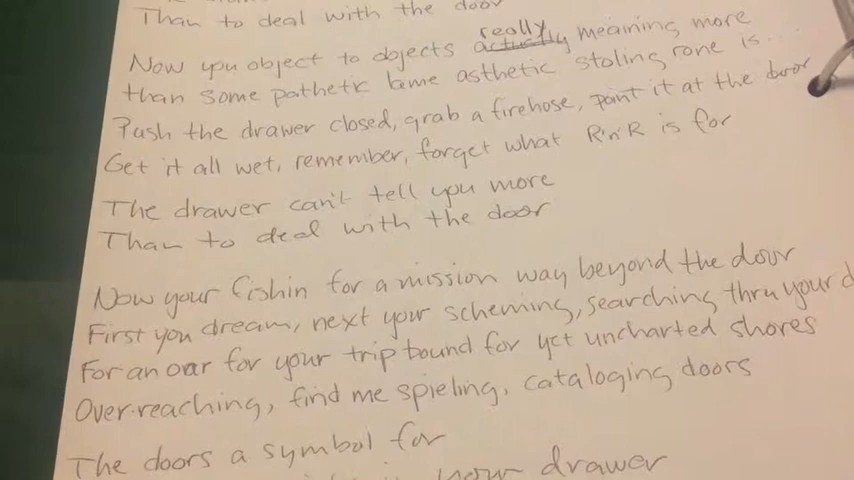 Than to deal with the door
Now you object to objects actually really meaning more
than some pathetic lame asthetic stoling rone is...
Push the drawer closed, grab a firehose, point it at the door
Get it all wet, remember, forget what R'n'R is for
The drawer can't tell you more
Than to deal with the door
Now your fishin for a mission way beyond the door
First you dream, next your scheming, searching thru your d
For an oar for your trip bound for yet uncharted shores
Over-reaching, find me spieling, cataloging doors
The doors a symbol for
your drawer